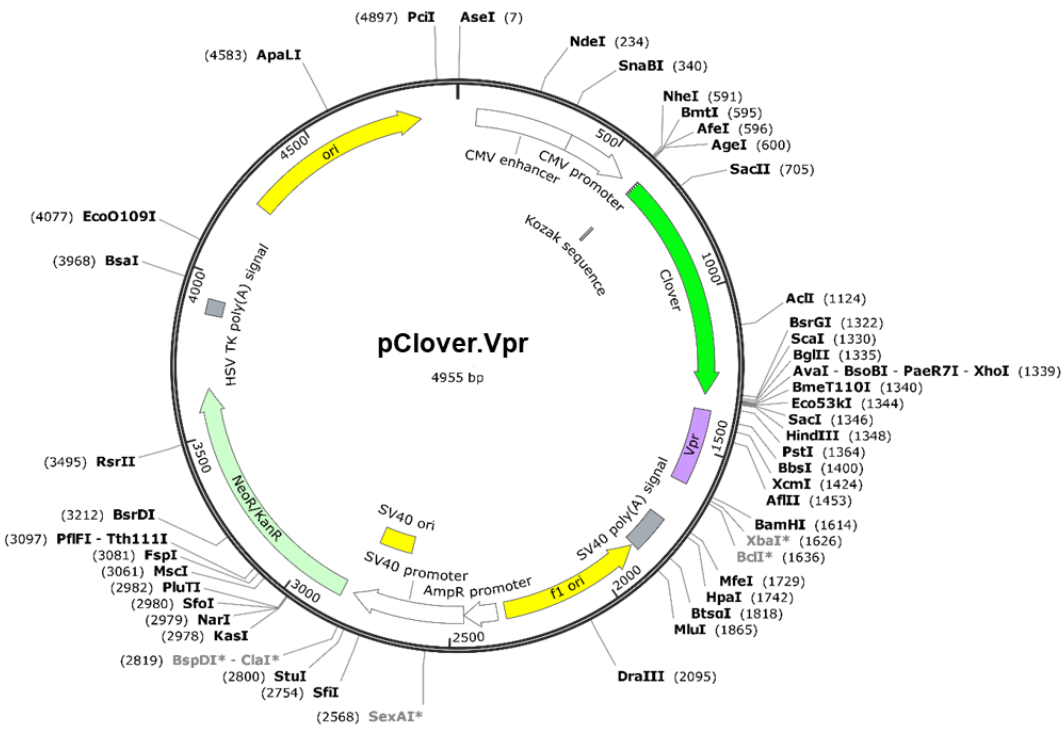 (4897) PciI
AseI (7)
NdeI (234)
SnaBI (340)
NheI (591)
BmtI (595)
AfeI (596)
AgeI (600)
SacII (705)
AclI (1124)
BsrGI (1322)
ScaI (1330)
BglII (1335)
AvaI - BsoBI - PaeR7I - XhoI (1339)
BmeT110I (1340)
Eco53kI (1344)
SacI (1346)
HindIII (1348)
PstI (1364)
BbsI (1400)
XcmI (1424)
AflII (1453)
BamHI (1614)
XbaI* (1626)
BclI* (1636)
MfeI (1729)
HpaI (1742)
BtsαI (1818)
MluI (1865)
DraIII (2095)
(2568) SexAI*
(2754) SfiI
(2800) StuI
(2819) BspDI* - ClaI*
(2978) KasI
(2979) NarI
(2980) SfoI
(2982) PluTI
(3061) MscI
(3081) FspI
(3097) PflFI - Tth111I
(3212) BsrDI
(3495) RsrII
(3968) BsaI
(4077) EcoO109I
(4583) ApaLI
500
1000
1500
2000
2500
3000
3500
4000
4500
CMV enhancer
CMV promoter
Kozak sequence
Clover
Vpr
SV40 poly(A) signal
f1 ori
AmpR promoter
SV40 promoter
SV40 ori
NeoR/KanR
HSV TK poly(A) signal
ori
pClover.Vpr
4955 bp